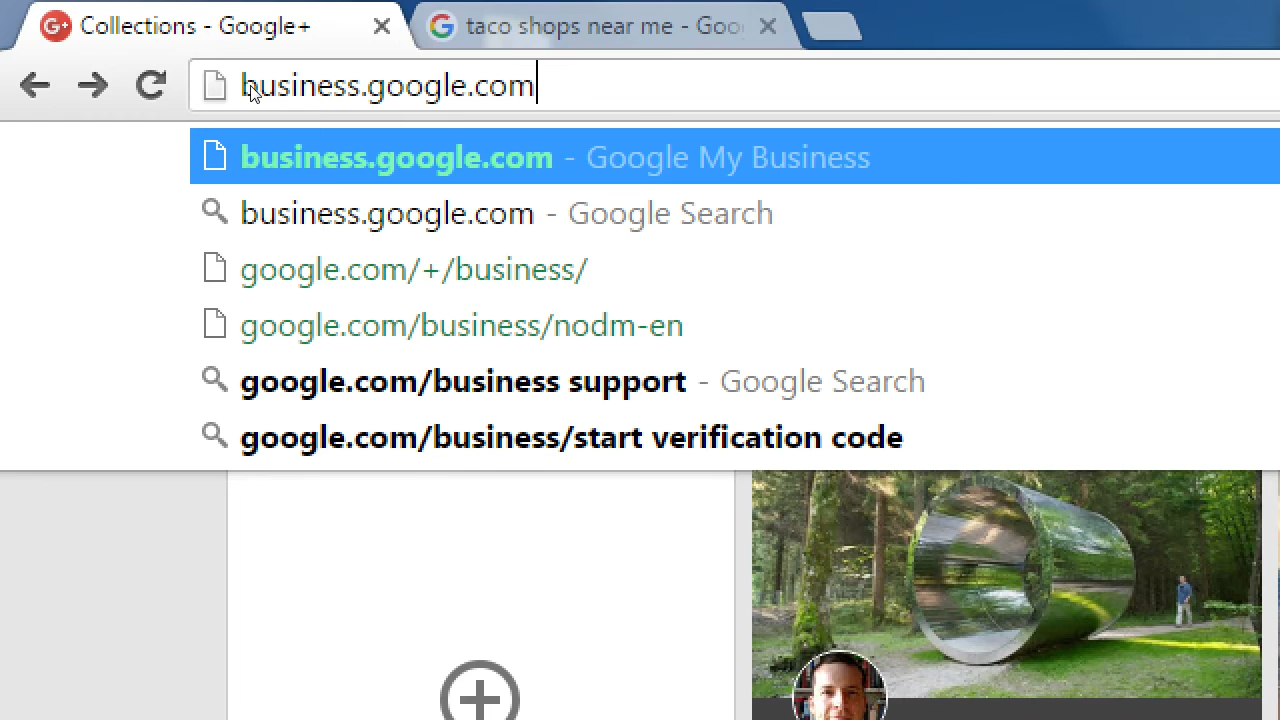 Collections - Google+
taco shops near me - Goo
business.google.com
business.google.com - Google My Business
business.google.com - Google Search
google.com/+/business/
google.com/business/nodm-en
google.com/business support - Google Search
google.com/business/start verification code